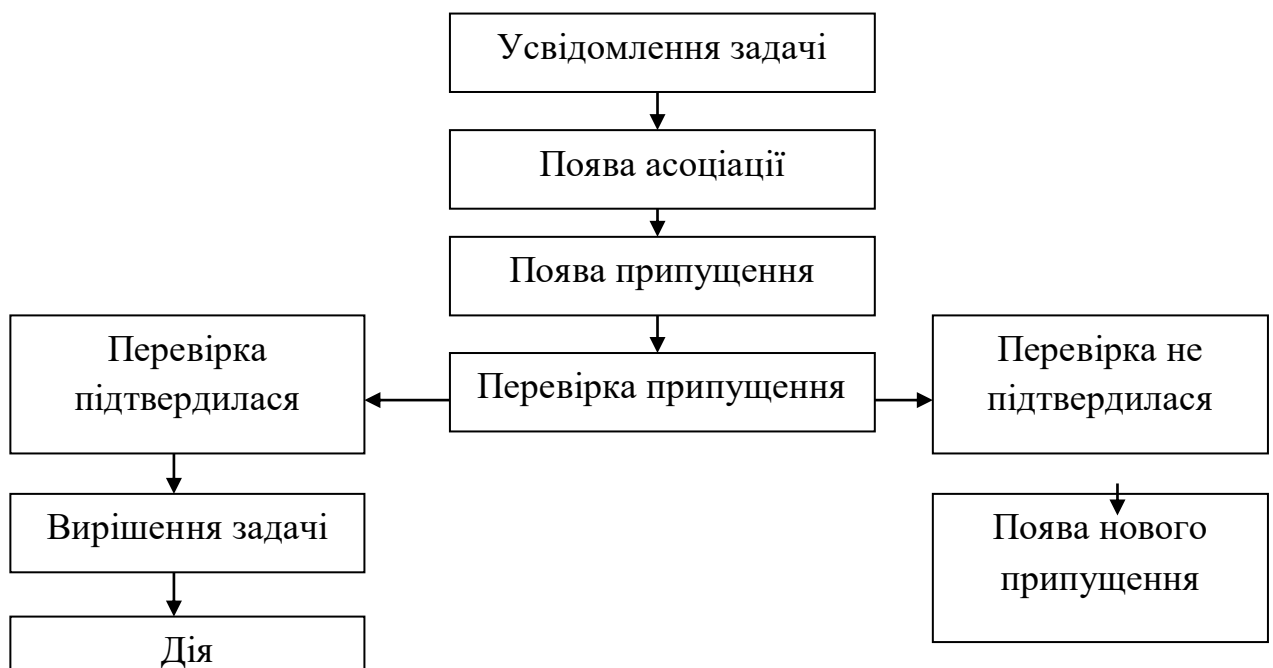 Усвідомлення задачі
Поява асоціації
Поява припущення
Перевірка припущення
Перевірка
підтвердилася
Вирішення задачі
Дія
Перевірка не
підтвердилася
Поява нового
припущення